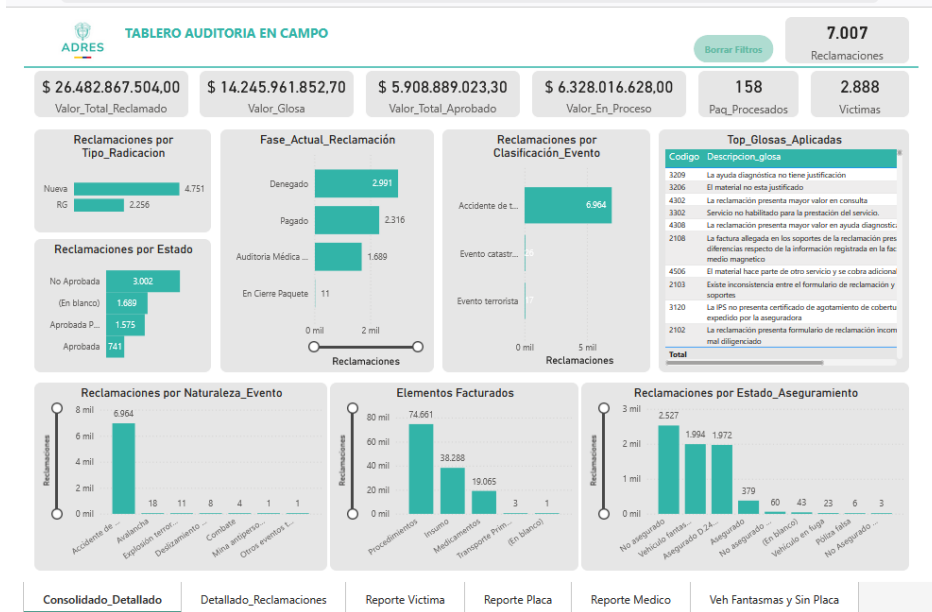 ADRES
TABLERO AUDITORIA EN CAMPO
Borrar Filtros
7.007
Reclamaciones
$ 26.482.867.504,00
Valor_Total_Reclamado
$ 14.245.961.852,70
Valor_Glosa
$ 5.908.889.023,30
Valor_Total_Aprobado
$ 6.328.016.628,00
Valor_En_Proceso
158
Paq_Procesados
2.888
Victimas
Reclamaciones por
Tipo_Radicacion
Nueva 4.751
RG 2.256
Reclamaciones por Estado
No Aprobada 3.002
(En blanco) 1.689
Aprobada P... 1.575
Aprobada 741
Fase_Actual_Reclamación
Denegado 2.991
Pagado 2.316
Auditoria Médica ... 1.689
En Cierre Paquete 11
0 mil 2 mil
Reclamaciones
Reclamaciones por
Clasificación_Evento
Accidente de t... 6.964
Evento catastr...
Evento terrorista
0 mil 5 mil
Reclamaciones
Top_Glosas_Aplicadas
Codigo Descripcion_glosa
3209 La ayuda diagnóstica no tiene justificación
3206 El material no esta justificado
4302 La reclamación presenta mayor valor en consulta
3302 Servicio no habilitado para la prestación del servicio.
4308 La reclamación presenta mayor valor en ayuda diagnostic
2108 La factura allegada en los soportes de la reclamación pres
diferencias respecto de la información registrada en la fac
medio magnetico
4506 El material hace parte de otro servicio y se cobra adicional
2103 Existe inconsistencia entre el formulario de reclamación y
soportes
3120 La IPS no presenta certificado de agotamiento de cobertu
expedido por la aseguradora
2102 La reclamación presenta formulario de reclamación incom
mal diligenciado
Total
Reclamaciones por Naturaleza_Evento
Reclamaciones
8 mil
6 mil
4 mil
2 mil
0 mil
6.964 18 11 8 4 1 1
Accidente de ...
Avalancha
Explosión terror...
Deslizamiento ...
Combate
Mina antiperso...
Otros eventos t...
Elementos Facturados
Reclamaciones
80 mil
60 mil
40 mil
20 mil
0 mil
74.661 38.288 19.065 3 1
Procedimientos
Insumo
Medicamentos
Transporte Prim...
(En blanco)
Reclamaciones por Estado_Aseguramiento
Reclamaciones
3 mil
2 mil
1 mil
0 mil
2.527 1.994 1.972 379 60 43 23 6 3
No asegurado
Vehículo fantas...
Asegurado D.24...
Asegurado
No asegurado ...
(En blanco)
Vehículo en fuga
Póliza falsa
No Asegurado ...
Consolidado_Detallado
Detallado_Reclamaciones
Reporte Victima
Reporte Placa
Reporte Medico
Veh Fantasmas y Sin Placa